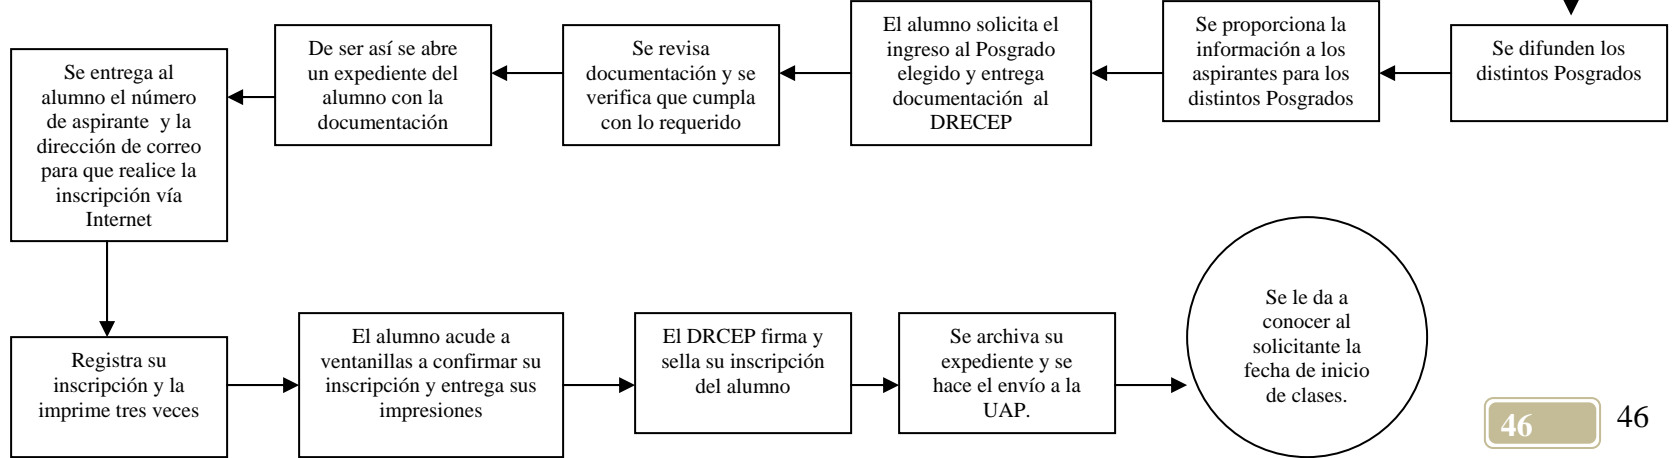 Se difunden los
distintos Posgrados
Se proporciona la
información a los
aspirantes para los
distintos Posgrados
El alumno solicita el
ingreso al Posgrado
elegido y entrega
documentación al
DRECEP
Se revisa
documentación y se
verifica que cumpla
con lo requerido
De ser así se abre
un expediente del
alumno con la
documentación
Se entrega al
alumno el número
de aspirante y la
dirección de correo
para que realice la
inscripción vía
Internet
Registra su
inscripción y la
imprime tres veces
El alumno acude a
ventanillas a confirmar su
inscripción y entrega sus
impresiones
El DRCEP firma y
sella su inscripción
del alumno
Se archiva su
expediente y se
hace el envío a la
UAP.
Se le da a
conocer al
solicitante la
fecha de inicio
de clases.
46
46